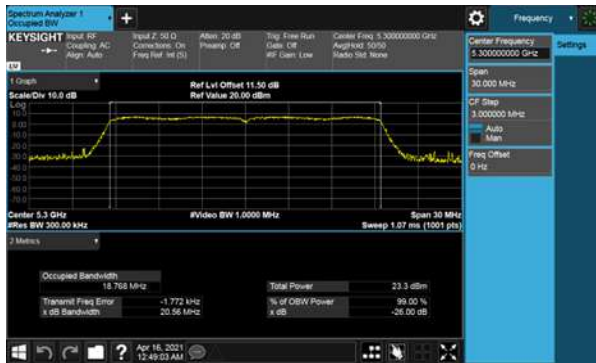 Spectrum Analyzer 1
Occupied BW
Frequency
KEYSIGHT
Input: RF
Coupling: AC
Align: Auto
Input Z: 50 Ω
Corrections: On
Freq Ref: Int (S)
Atten: 20 dB
Preamp: Off
Trig: Free Run
Gate: Off
#IF Gain: Low
Center Freq: 5.300000000 GHz
Avg|Hold: 50/50
Radio Std: None
Center Frequency
5.300000000 GHz
Settings
Span
30.000 MHz
CF Step
3.000000 MHz
Auto
Man
Freq Offset
0 Hz
1 Graph
Scale/Div 10.0 dB
Ref Lvl Offset 11.50 dB
Ref Value 20.00 dBm
Log
10.0
0.00
-10.0
-20.0
-30.0
-40.0
-50.0
-60.0
-70.0
Center 5.3 GHz
#Video BW 1.0000 MHz
Span 30 MHz
#Res BW 300.00 kHz
Sweep 1.07 ms (1001 pts)
2 Metrics
Occupied Bandwidth
18.768 MHz
Total Power
23.3 dBm
Transmit Freq Error
-1.772 kHz
% of OBW Power
99.00 %
x dB Bandwidth
20.56 MHz
x dB
-26.00 dB
?
Apr 16, 2021
12:49:03 AM